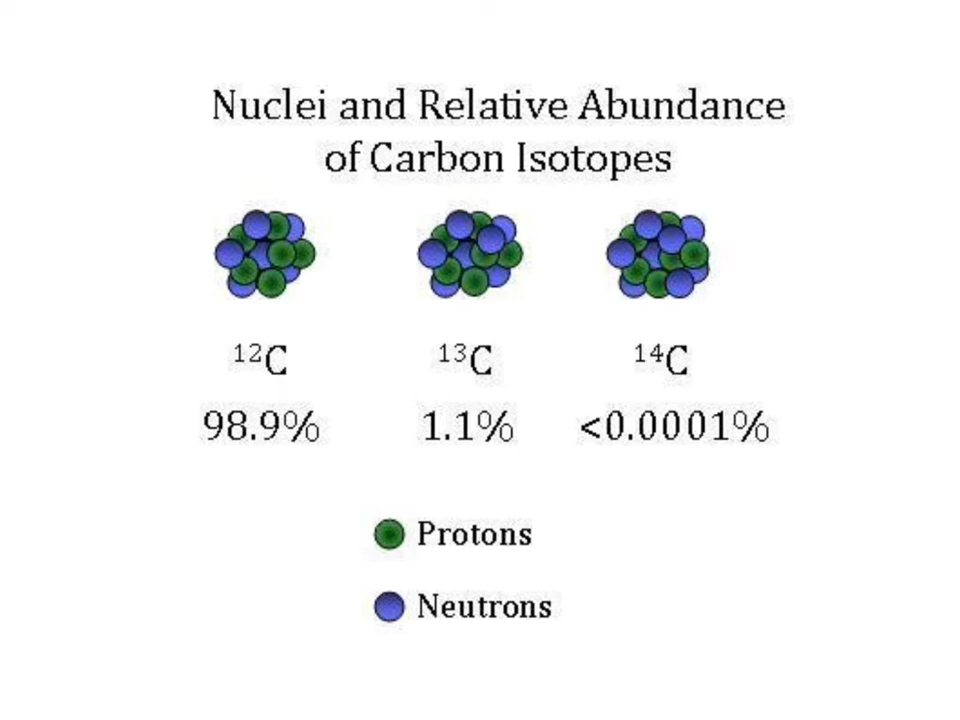 Nuclei and Relative Abundance
of Carbon Isotopes
¹²C ¹³C ¹⁴C
98.9% 1.1% <0.0001%
Protons
Neutrons